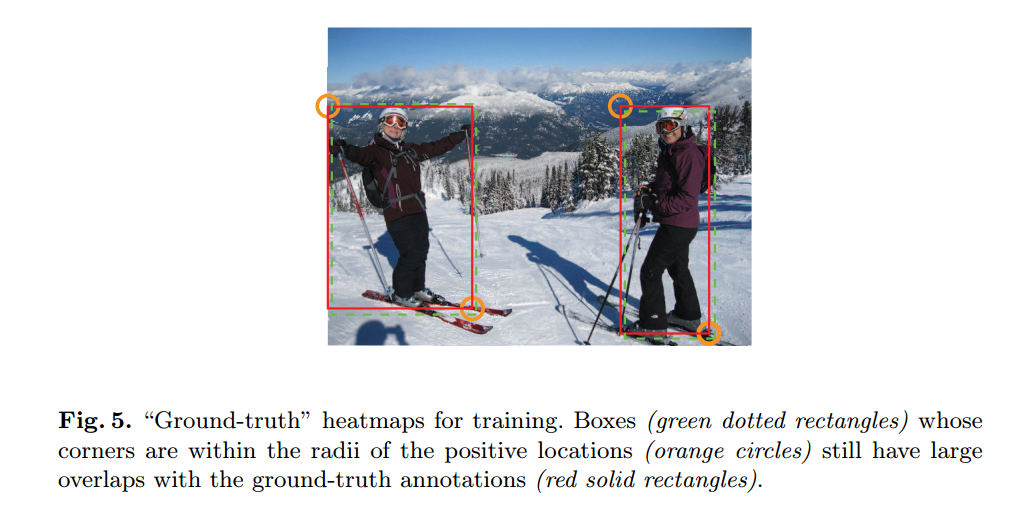 Fig. 5. “Ground-truth” heatmaps for training. Boxes (green dotted rectangles) whose
corners are within the radii of the positive locations (orange circles) still have large
overlaps with the ground-truth annotations (red solid rectangles).